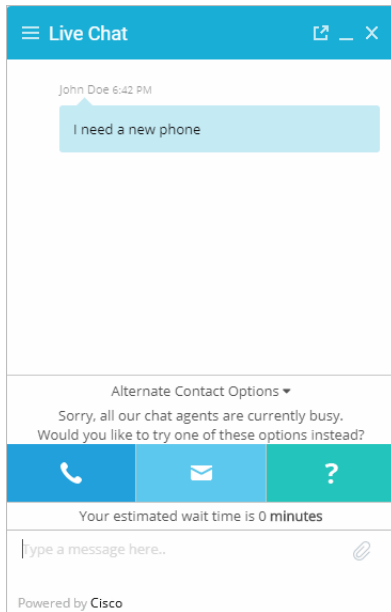 Live Chat
John Doe 6:42 PM
I need a new phone
Alternate Contact Options
Sorry, all our chat agents are currently busy.
Would you like to try one of these options instead?
?
Your estimated wait time is 0 minutes
Type a message here..
Powered by Cisco